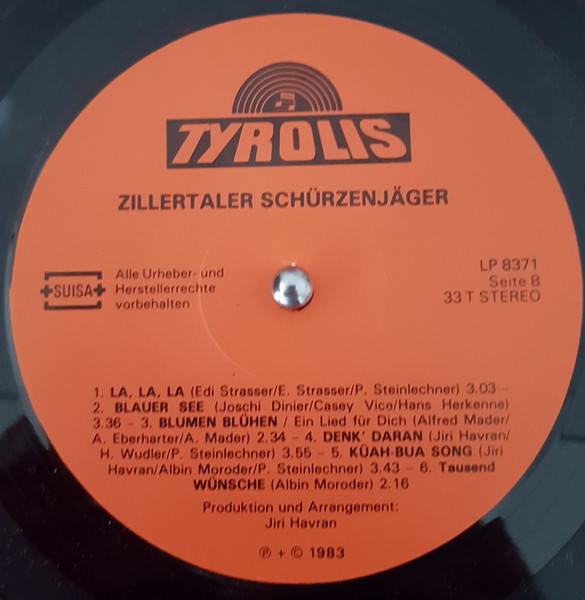 TYROLIS
ZILLERTALER SCHÜRZENJÄGER
+SUISA+
Alle Urheber- und
Herstellerrechte
vorbehalten
LP 8371
Seite B
33 T STEREO
1. LA, LA, LA (Edi Strasser/E. Strasser/P. Steinlechner) 3.03 –
2. BLAUER SEE (Joschi Dinier/Casey Vice/Hans Herkenne)
3.36 – 3. BLUMEN BLÜHEN / Ein Lied für Dich (Alfred Mader/
A. Eberharter/A. Mader) 2.34 – 4. DENK' DARAN (Jiri Havran/
H. Wudler/P. Steinlechner) 3.55 – 5. KÜAH-BUA SONG (Jiri
Havran/Albin Moroder/P. Steinlechner) 3.43 – 6. Tausend
WÜNSCHE (Albin Moroder) 2.16
Produktion und Arrangement:
Jiri Havran
℗ + © 1983